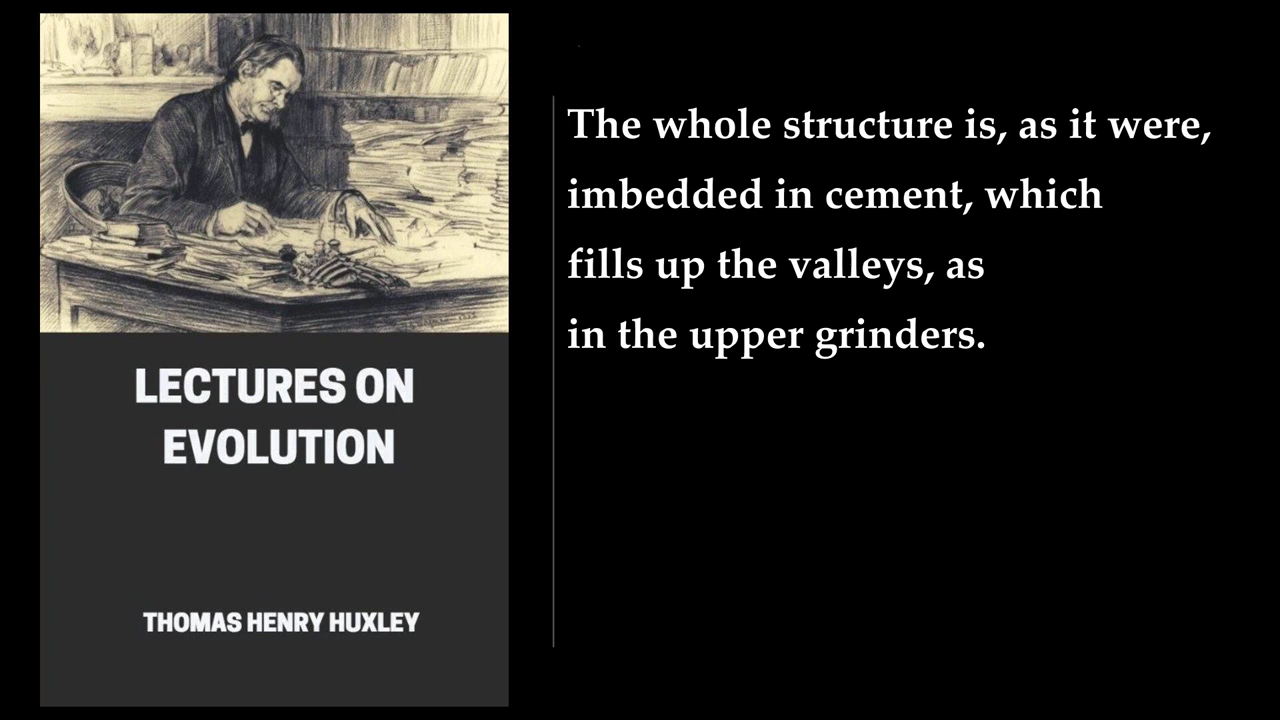 LECTURES ON
EVOLUTION
THOMAS HENRY HUXLEY
The whole structure is, as it were,
imbedded in cement, which
fills up the valleys, as
in the upper grinders.